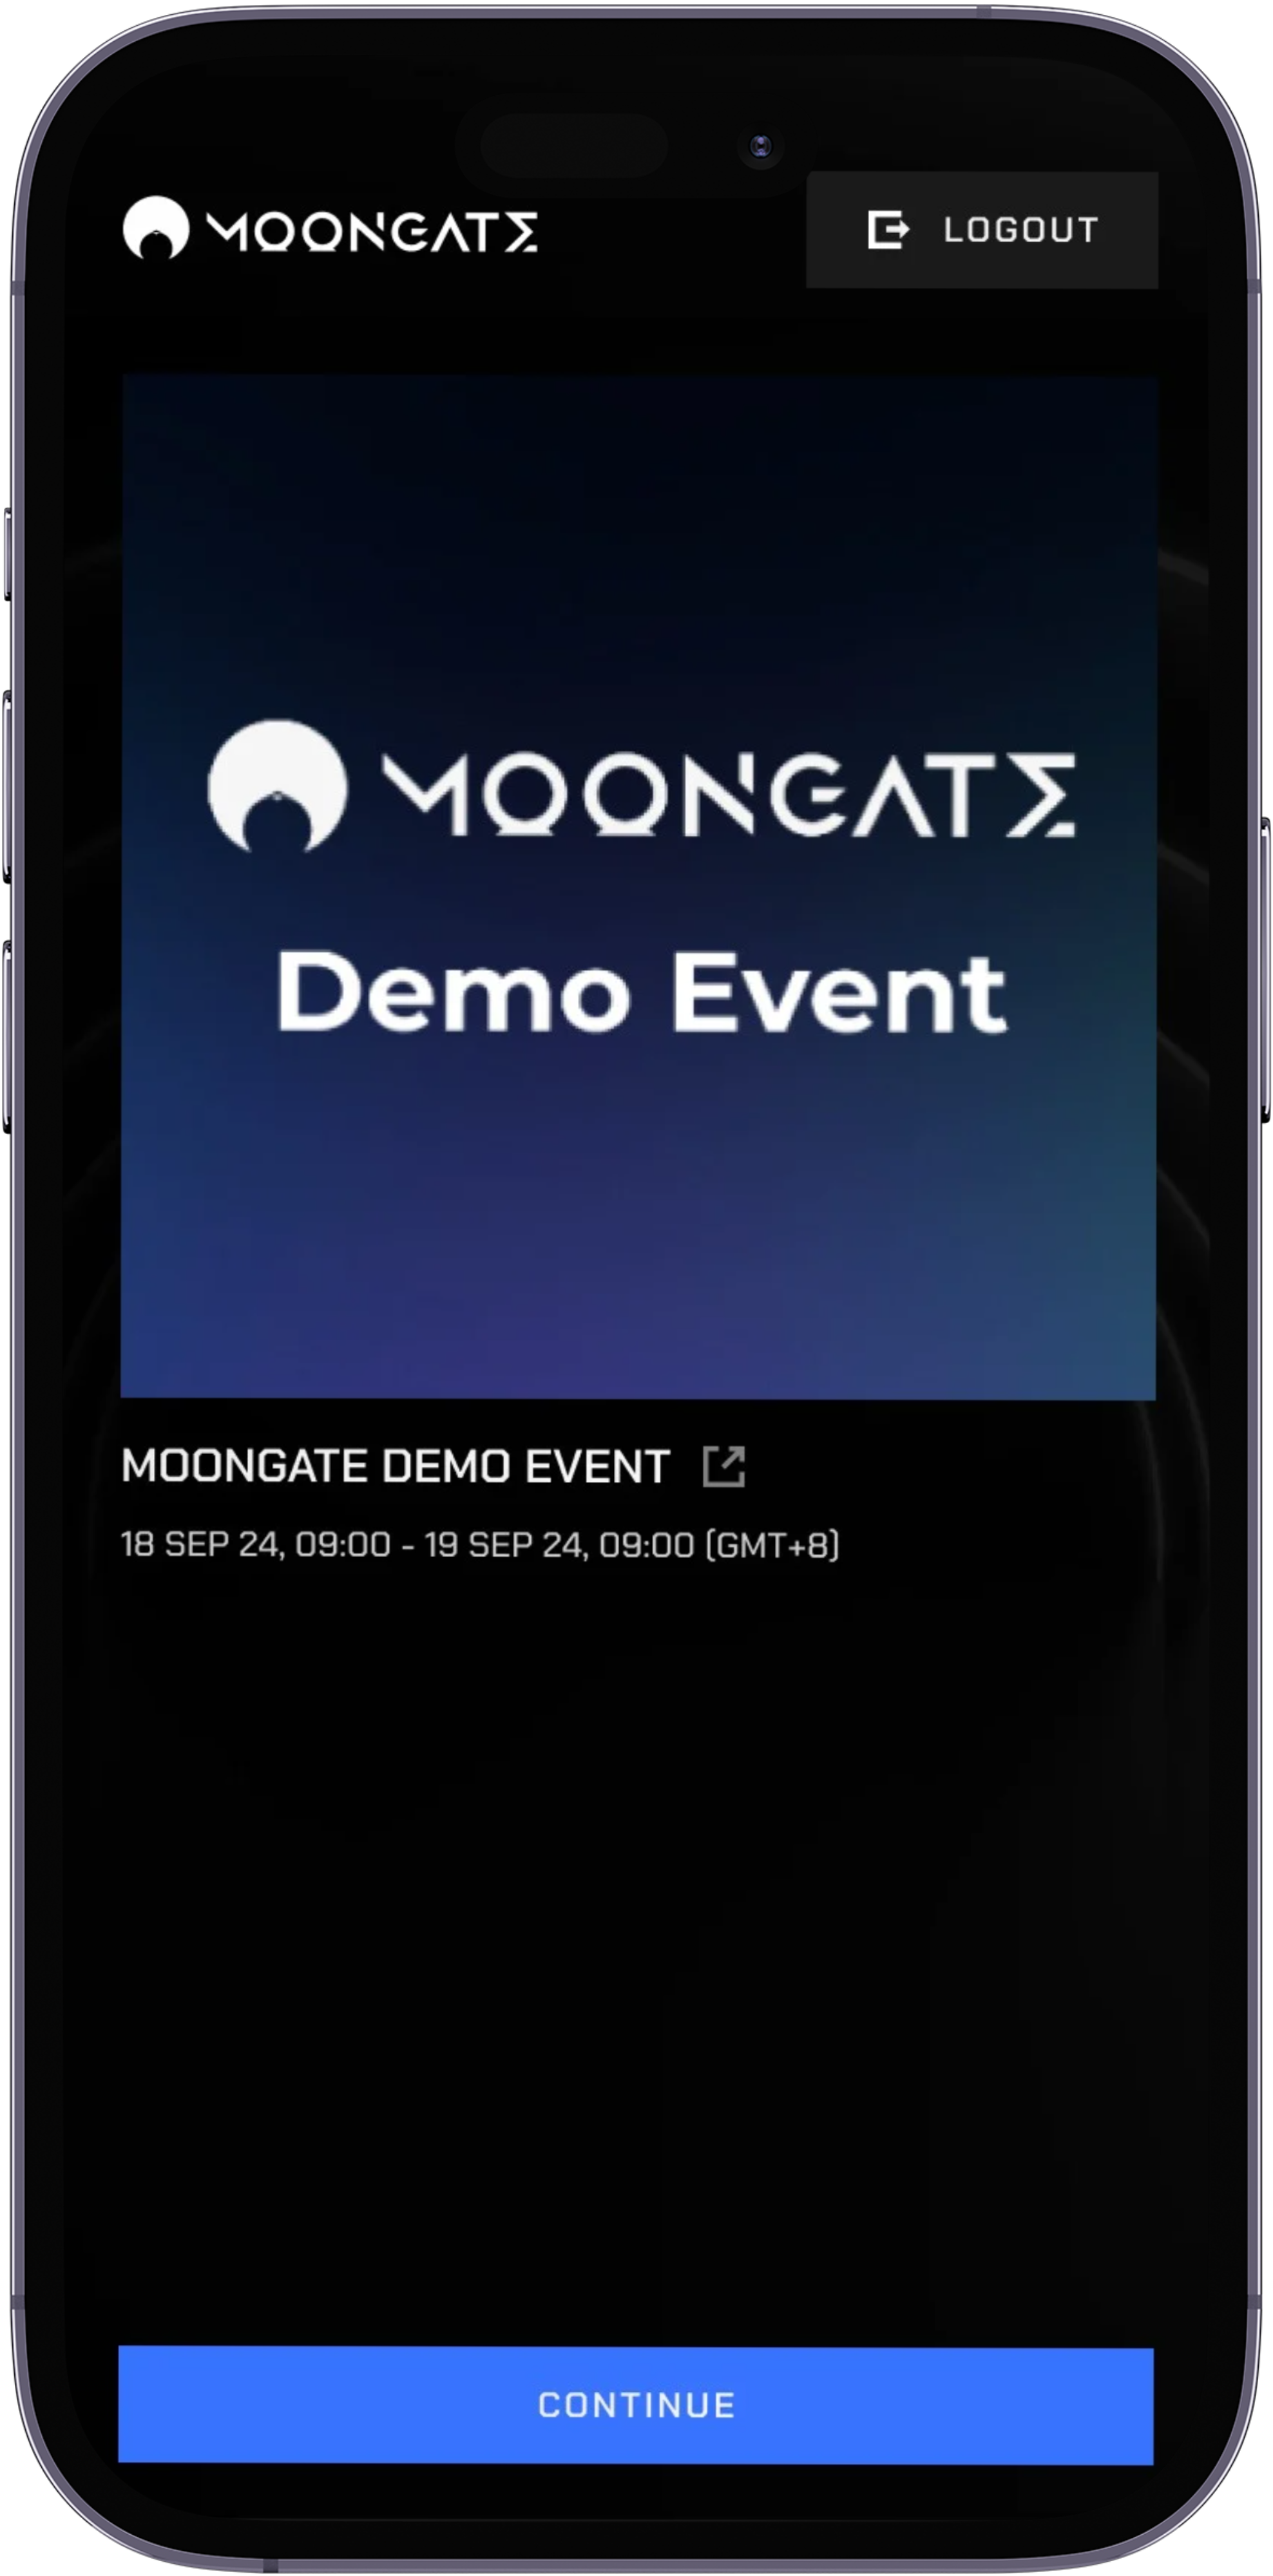 MOONGATE
LOGOUT
MOONGATE
Demo Event
MOONGATE DEMO EVENT
18 SEP 24, 09:00 - 19 SEP 24, 09:00 (GMT+8)
CONTINUE